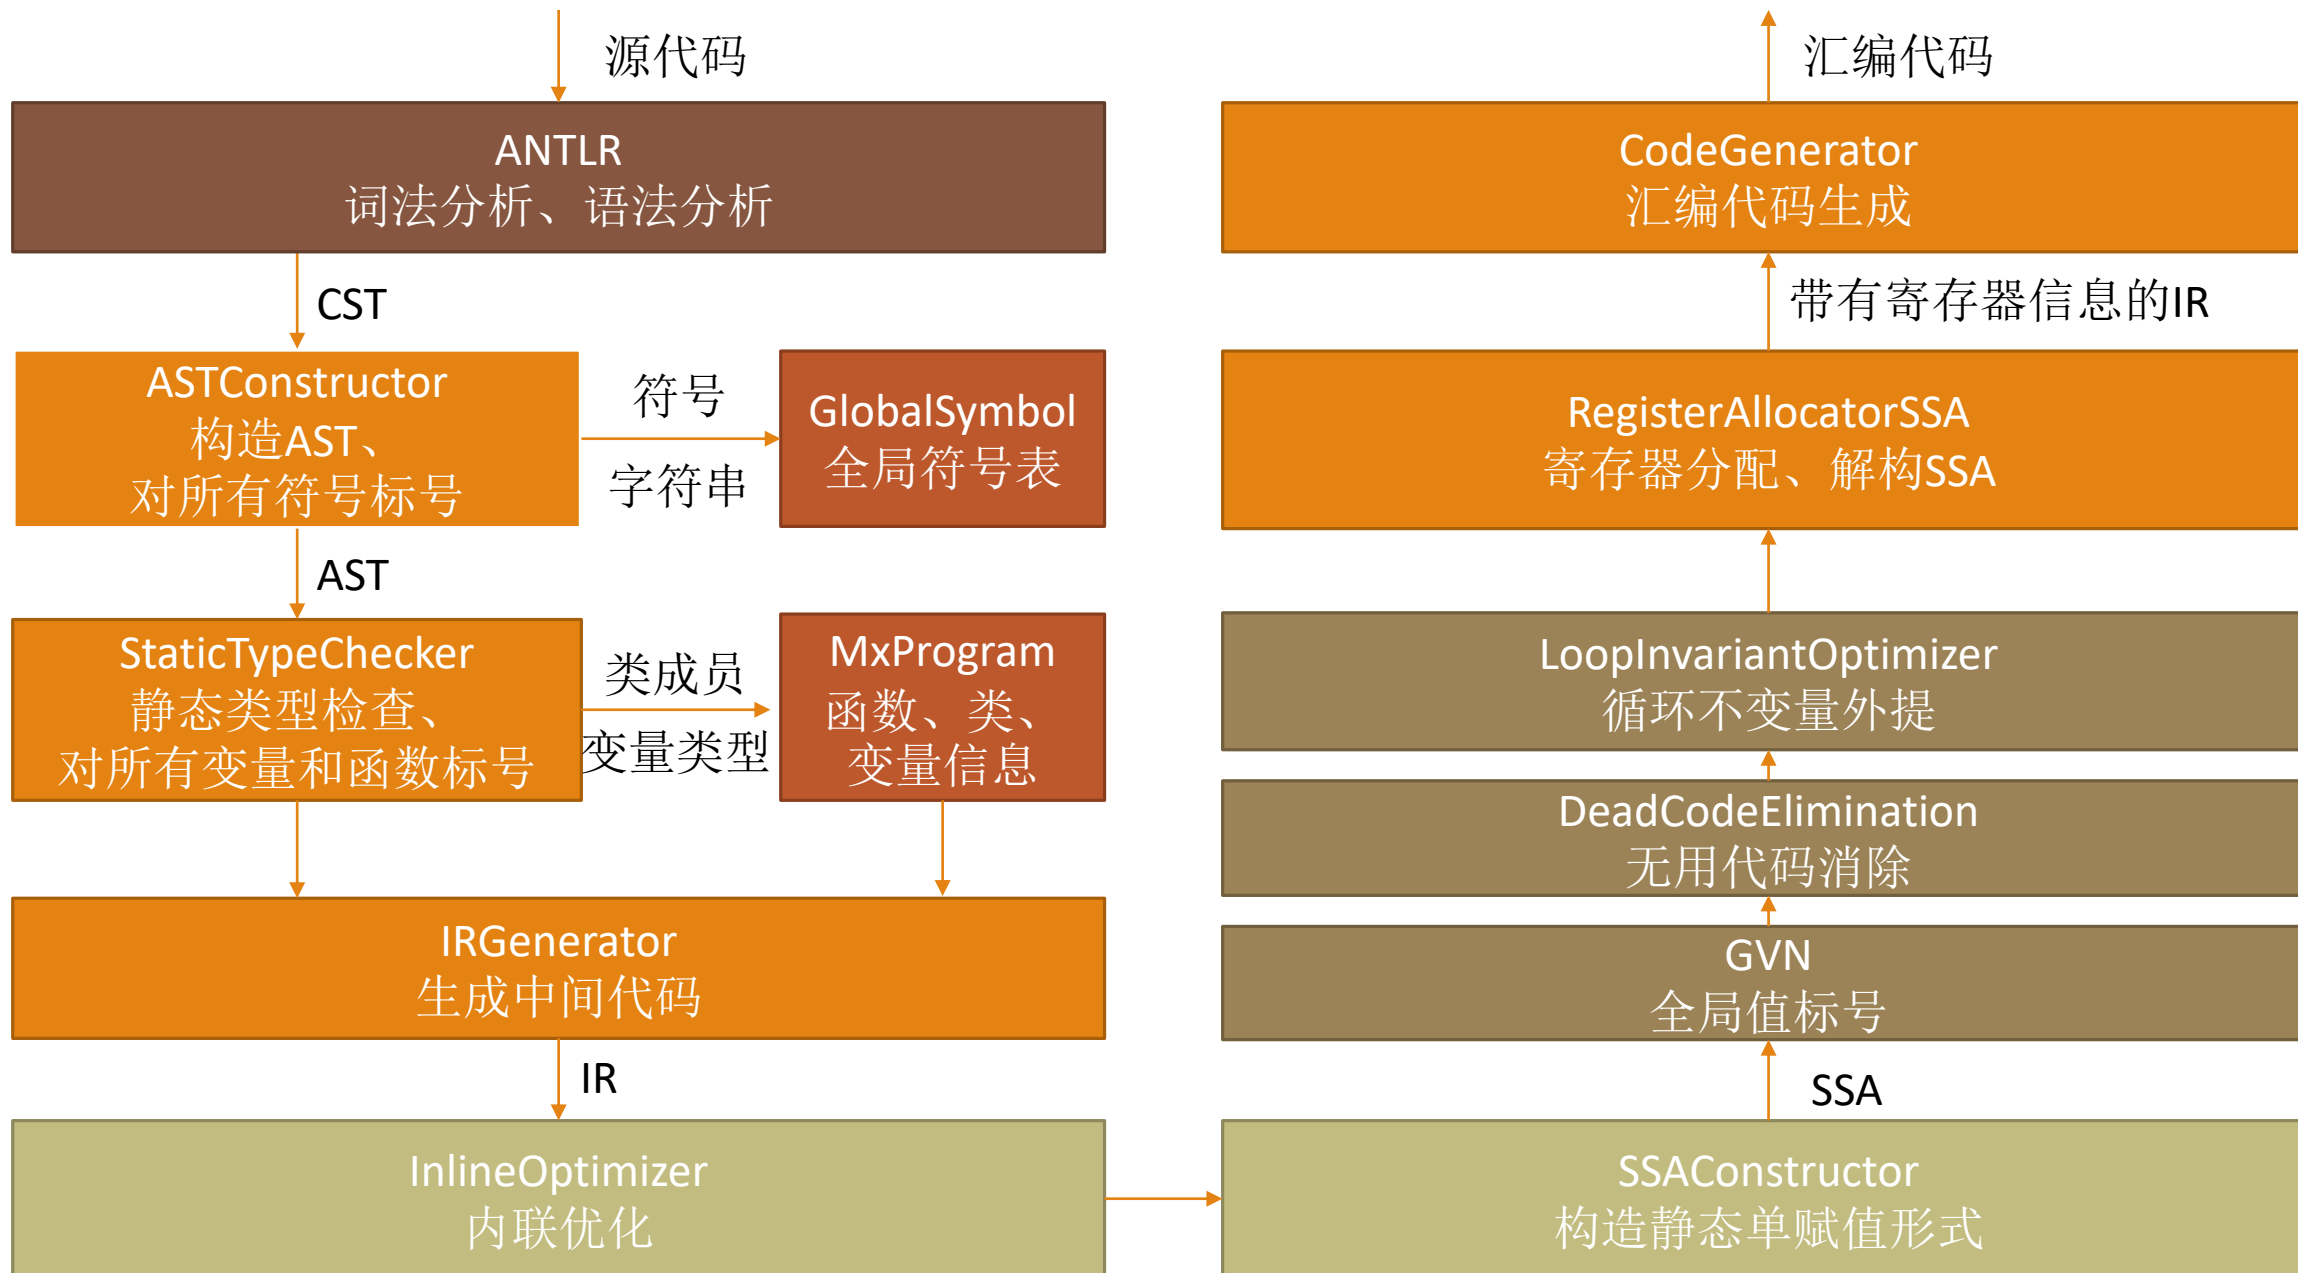 源代码
ANTLR
词法分析、语法分析
CST
ASTConstructor
构造AST、
对所有符号标号
符号
字符串
GlobalSymbol
全局符号表
AST
StaticTypeChecker
静态类型检查、
对所有变量和函数标号
类成员
变量类型
MxProgram
函数、类、
变量信息
IRGenerator
生成中间代码
IR
InlineOptimizer
内联优化
汇编代码
CodeGenerator
汇编代码生成
带有寄存器信息的IR
RegisterAllocatorSSA
寄存器分配、解构SSA
LoopInvariantOptimizer
循环不变量外提
DeadCodeElimination
无用代码消除
GVN
全局值标号
SSA
SSAConstructor
构造静态单赋值形式